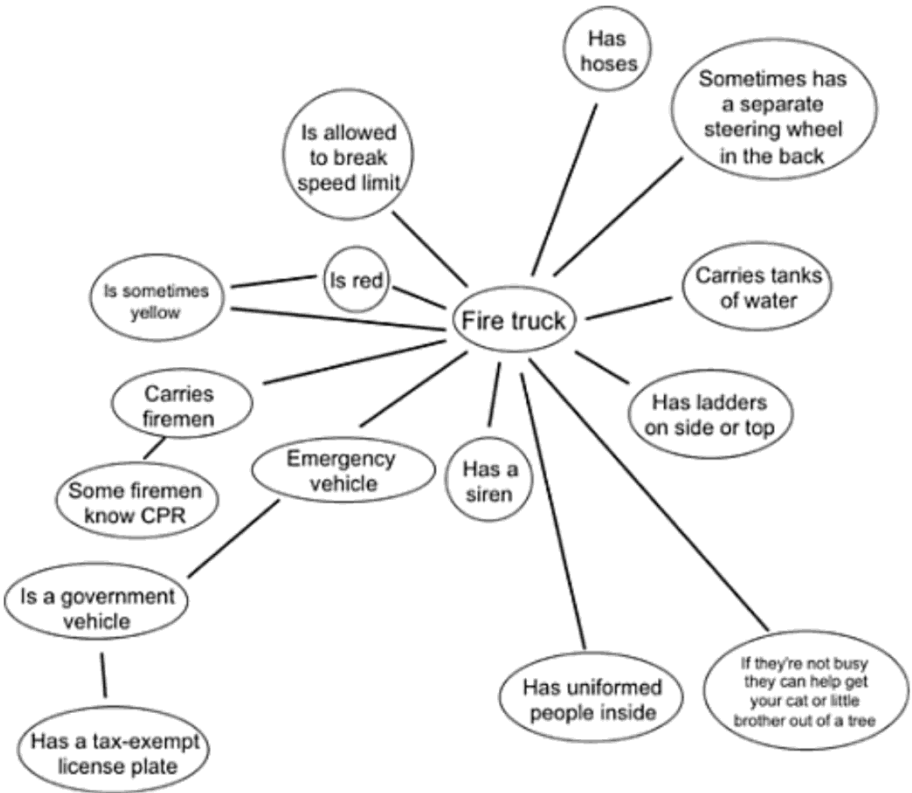 Has
hoses
Sometimes has
a separate
steering wheel
in the back
Is allowed
to break
speed limit
Is red
Is sometimes
yellow
Carries tanks
of water
Fire truck
Carries
firemen
Has ladders
on side or top
Emergency
vehicle
Has a
siren
Some firemen
know CPR
Is a government
vehicle
Has uniformed
people inside
If they're not busy
they can help get
your cat or little
brother out of a tree
Has a tax-exempt
license plate